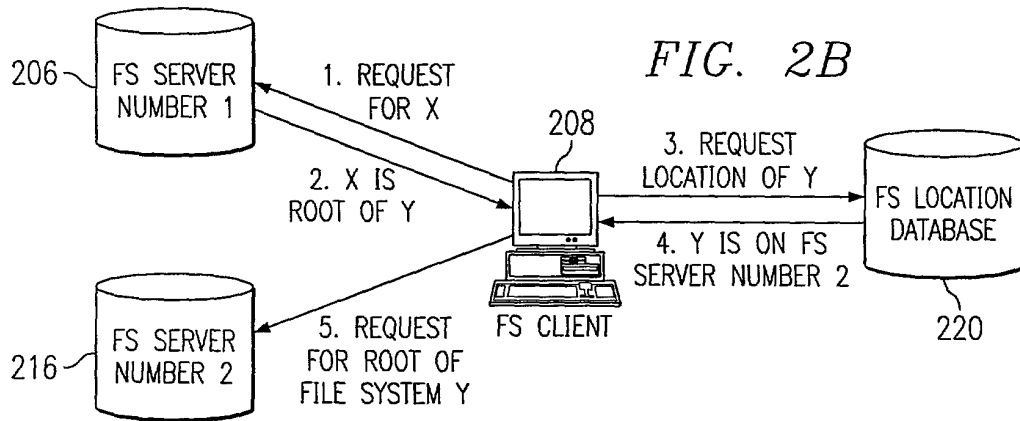 FIG. 2B
206
FS SERVER
NUMBER 1
1. REQUEST
FOR X
208
2. X IS
ROOT OF Y
3. REQUEST
LOCATION OF Y
FS LOCATION
DATABASE
4. Y IS ON FS
SERVER NUMBER 2
220
FS CLIENT
5. REQUEST
FOR ROOT OF
FILE SYSTEM Y
216
FS SERVER
NUMBER 2